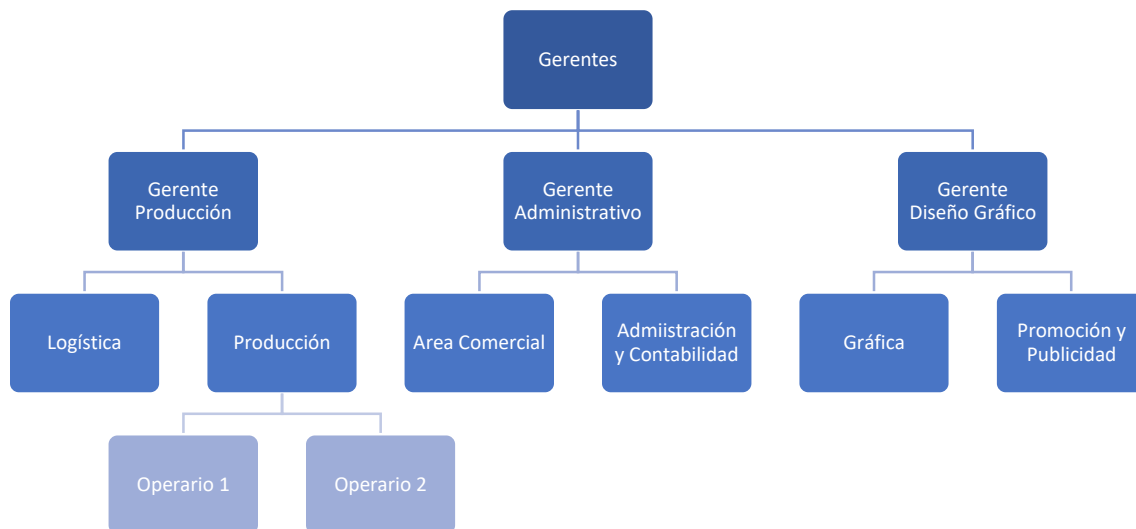 Gerentes
Gerente
Producción
Gerente
Administrativo
Gerente
Diseño Gráfico
Logística
Producción
Area Comercial
Admiistración
y Contabilidad
Gráfica
Promoción y
Publicidad
Operario 1
Operario 2